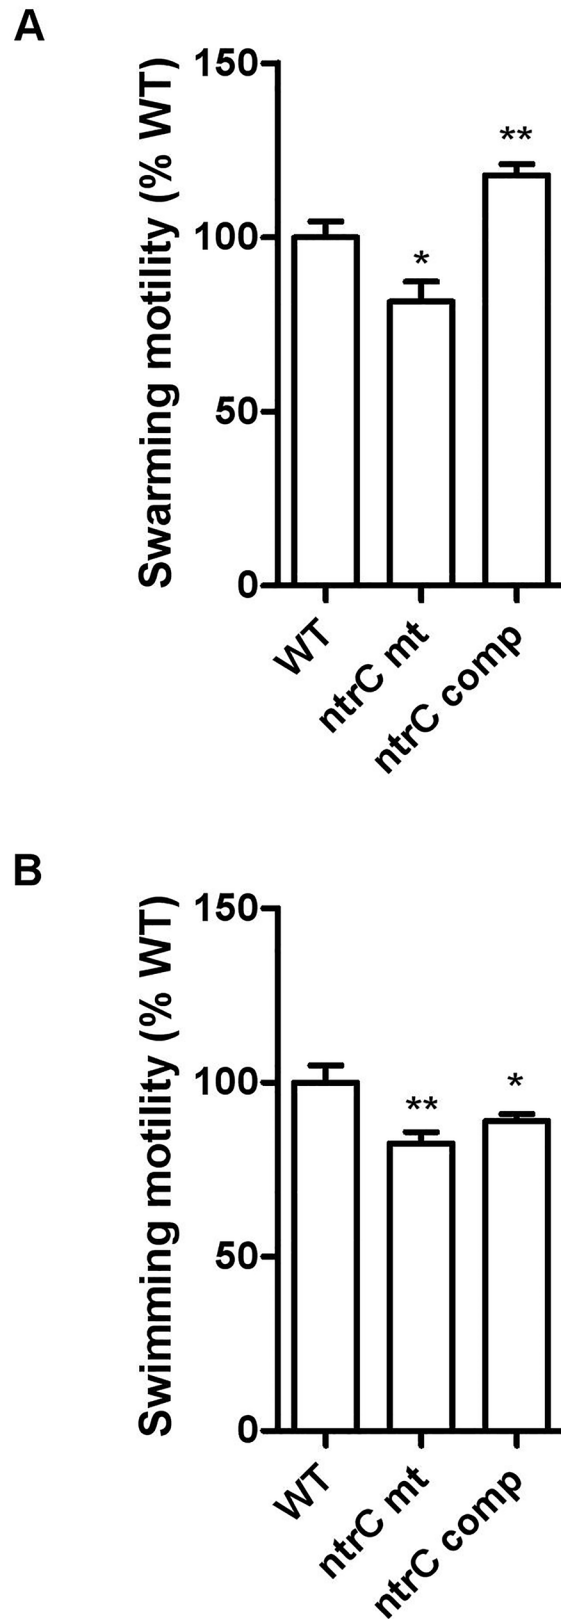 A
Swarming motility (% WT)
150
100
50
0
*
**
WT
ntrC mt
ntrC comp
B
Swimming motility (% WT)
150
100
50
0
**
*
WT
ntrC mt
ntrC comp